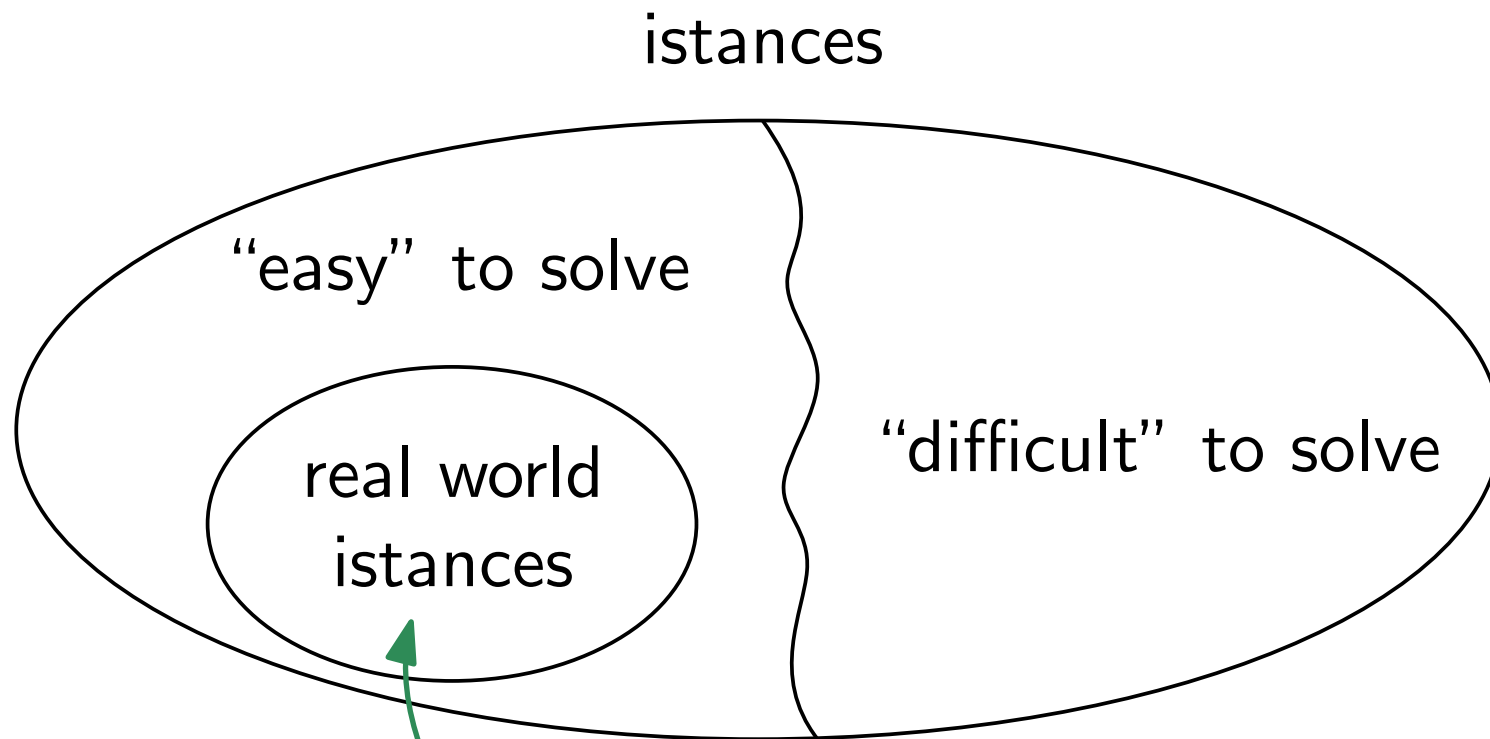 istances
“easy” to solve
“difficult” to solve
real world
istances